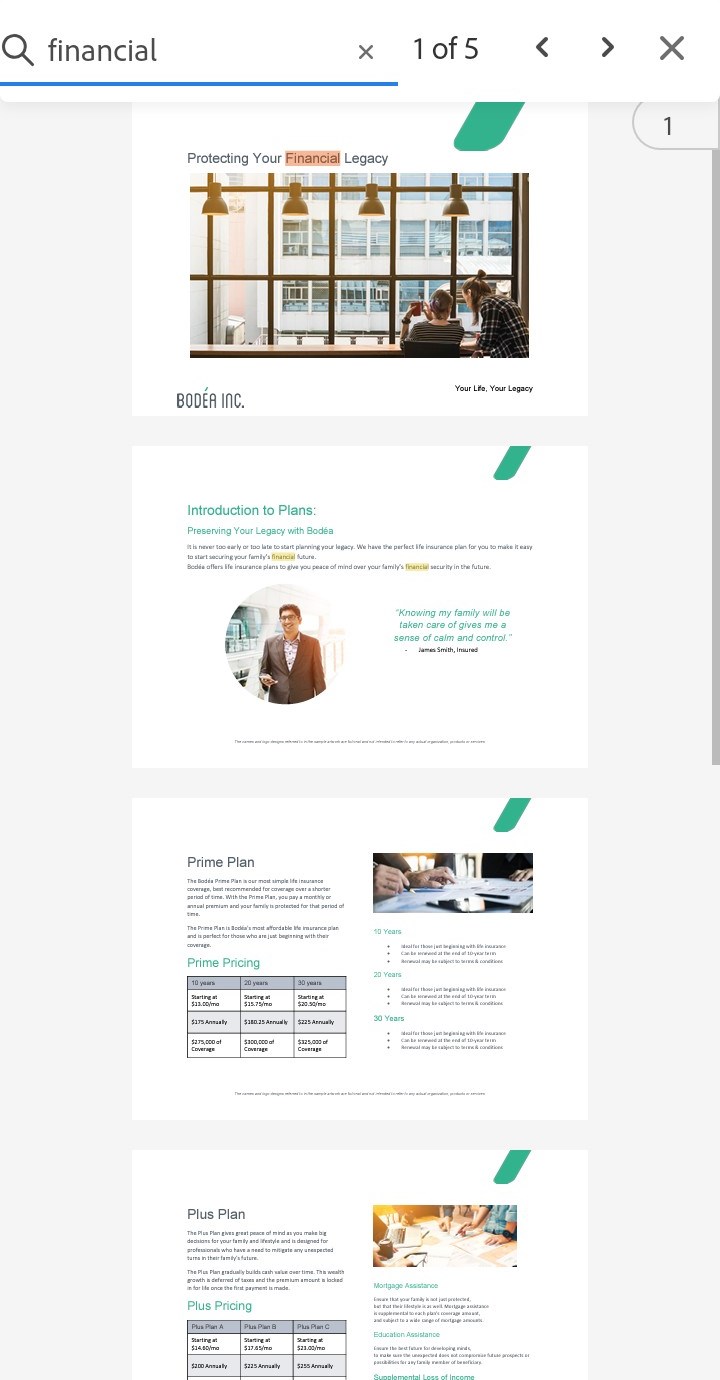 financial
1 of 5
1
Protecting Your Financial Legacy
BODÉA INC.
Your Life, Your Legacy
Introduction to Plans:
Preserving Your Legacy with Bodéa
It is never too early or too late to start planning your legacy. We have the perfect life insurance plan for you to make it easy
to start securing your family's financial future.
Bodéa offers life insurance plans to give you peace of mind over your family's financial security in the future.
"Knowing my family will be
taken care of gives me a
sense of calm and control."
- James Smith, Insured
Prime Plan
The Bodéa Prime Plan is our most simple life insurance
coverage, best recommended for coverage over a shorter
period of time. With the Prime Plan, you pay a monthly or
annual premium and your family is protected for that period of
time.
The Prime Plan is Bodéa's most affordable life insurance plan
and is perfect for those who are just beginning with their
coverage.
Prime Pricing
10 years 20 years 30 years
Starting at Starting at Starting at
$13.00/mo $15.75/mo $20.50/mo
$175 Annually $180.25 Annually $225 Annually
$275,000 of $300,000 of $325,000 of
Coverage Coverage Coverage
10 Years
• Ideal for those just beginning with life insurance
• Can be renewed at the end of 10-year term
• Renewal may be subject to terms & conditions
20 Years
• Ideal for those just beginning with life insurance
• Can be renewed at the end of 10-year term
• Renewal may be subject to terms & conditions
30 Years
• Ideal for those just beginning with life insurance
• Can be renewed at the end of 10-year term
• Renewal may be subject to terms & conditions
Plus Plan
The Plus Plan gives great peace of mind as you make big
decisions for your family and lifestyle and is designed for
professionals who have a need to mitigate any unexpected
turns in their family's future.
The Plus Plan gradually builds cash value over time. This wealth
growth is deferred of taxes and the premium amount is locked
in for life once the first payment is made.
Plus Pricing
Plus Plan A Plus Plan B Plus Plan C
Starting at Starting at Starting at
$14.60/mo $17.65/mo $23.00/mo
$200 Annually $225 Annually $255 Annually
Mortgage Assistance
Ensure that your family is not just protected,
but that their lifestyle is as well. Mortgage assistance
is supplemental to each plan's coverage amount,
and subject to a wide range of mortgage amounts.
Education Assistance
Ensure the best future for developing minds,
to make sure the unexpected does not compromise future prospects or
possibilities for any family member of beneficiary.
Supplemental Loss of Income